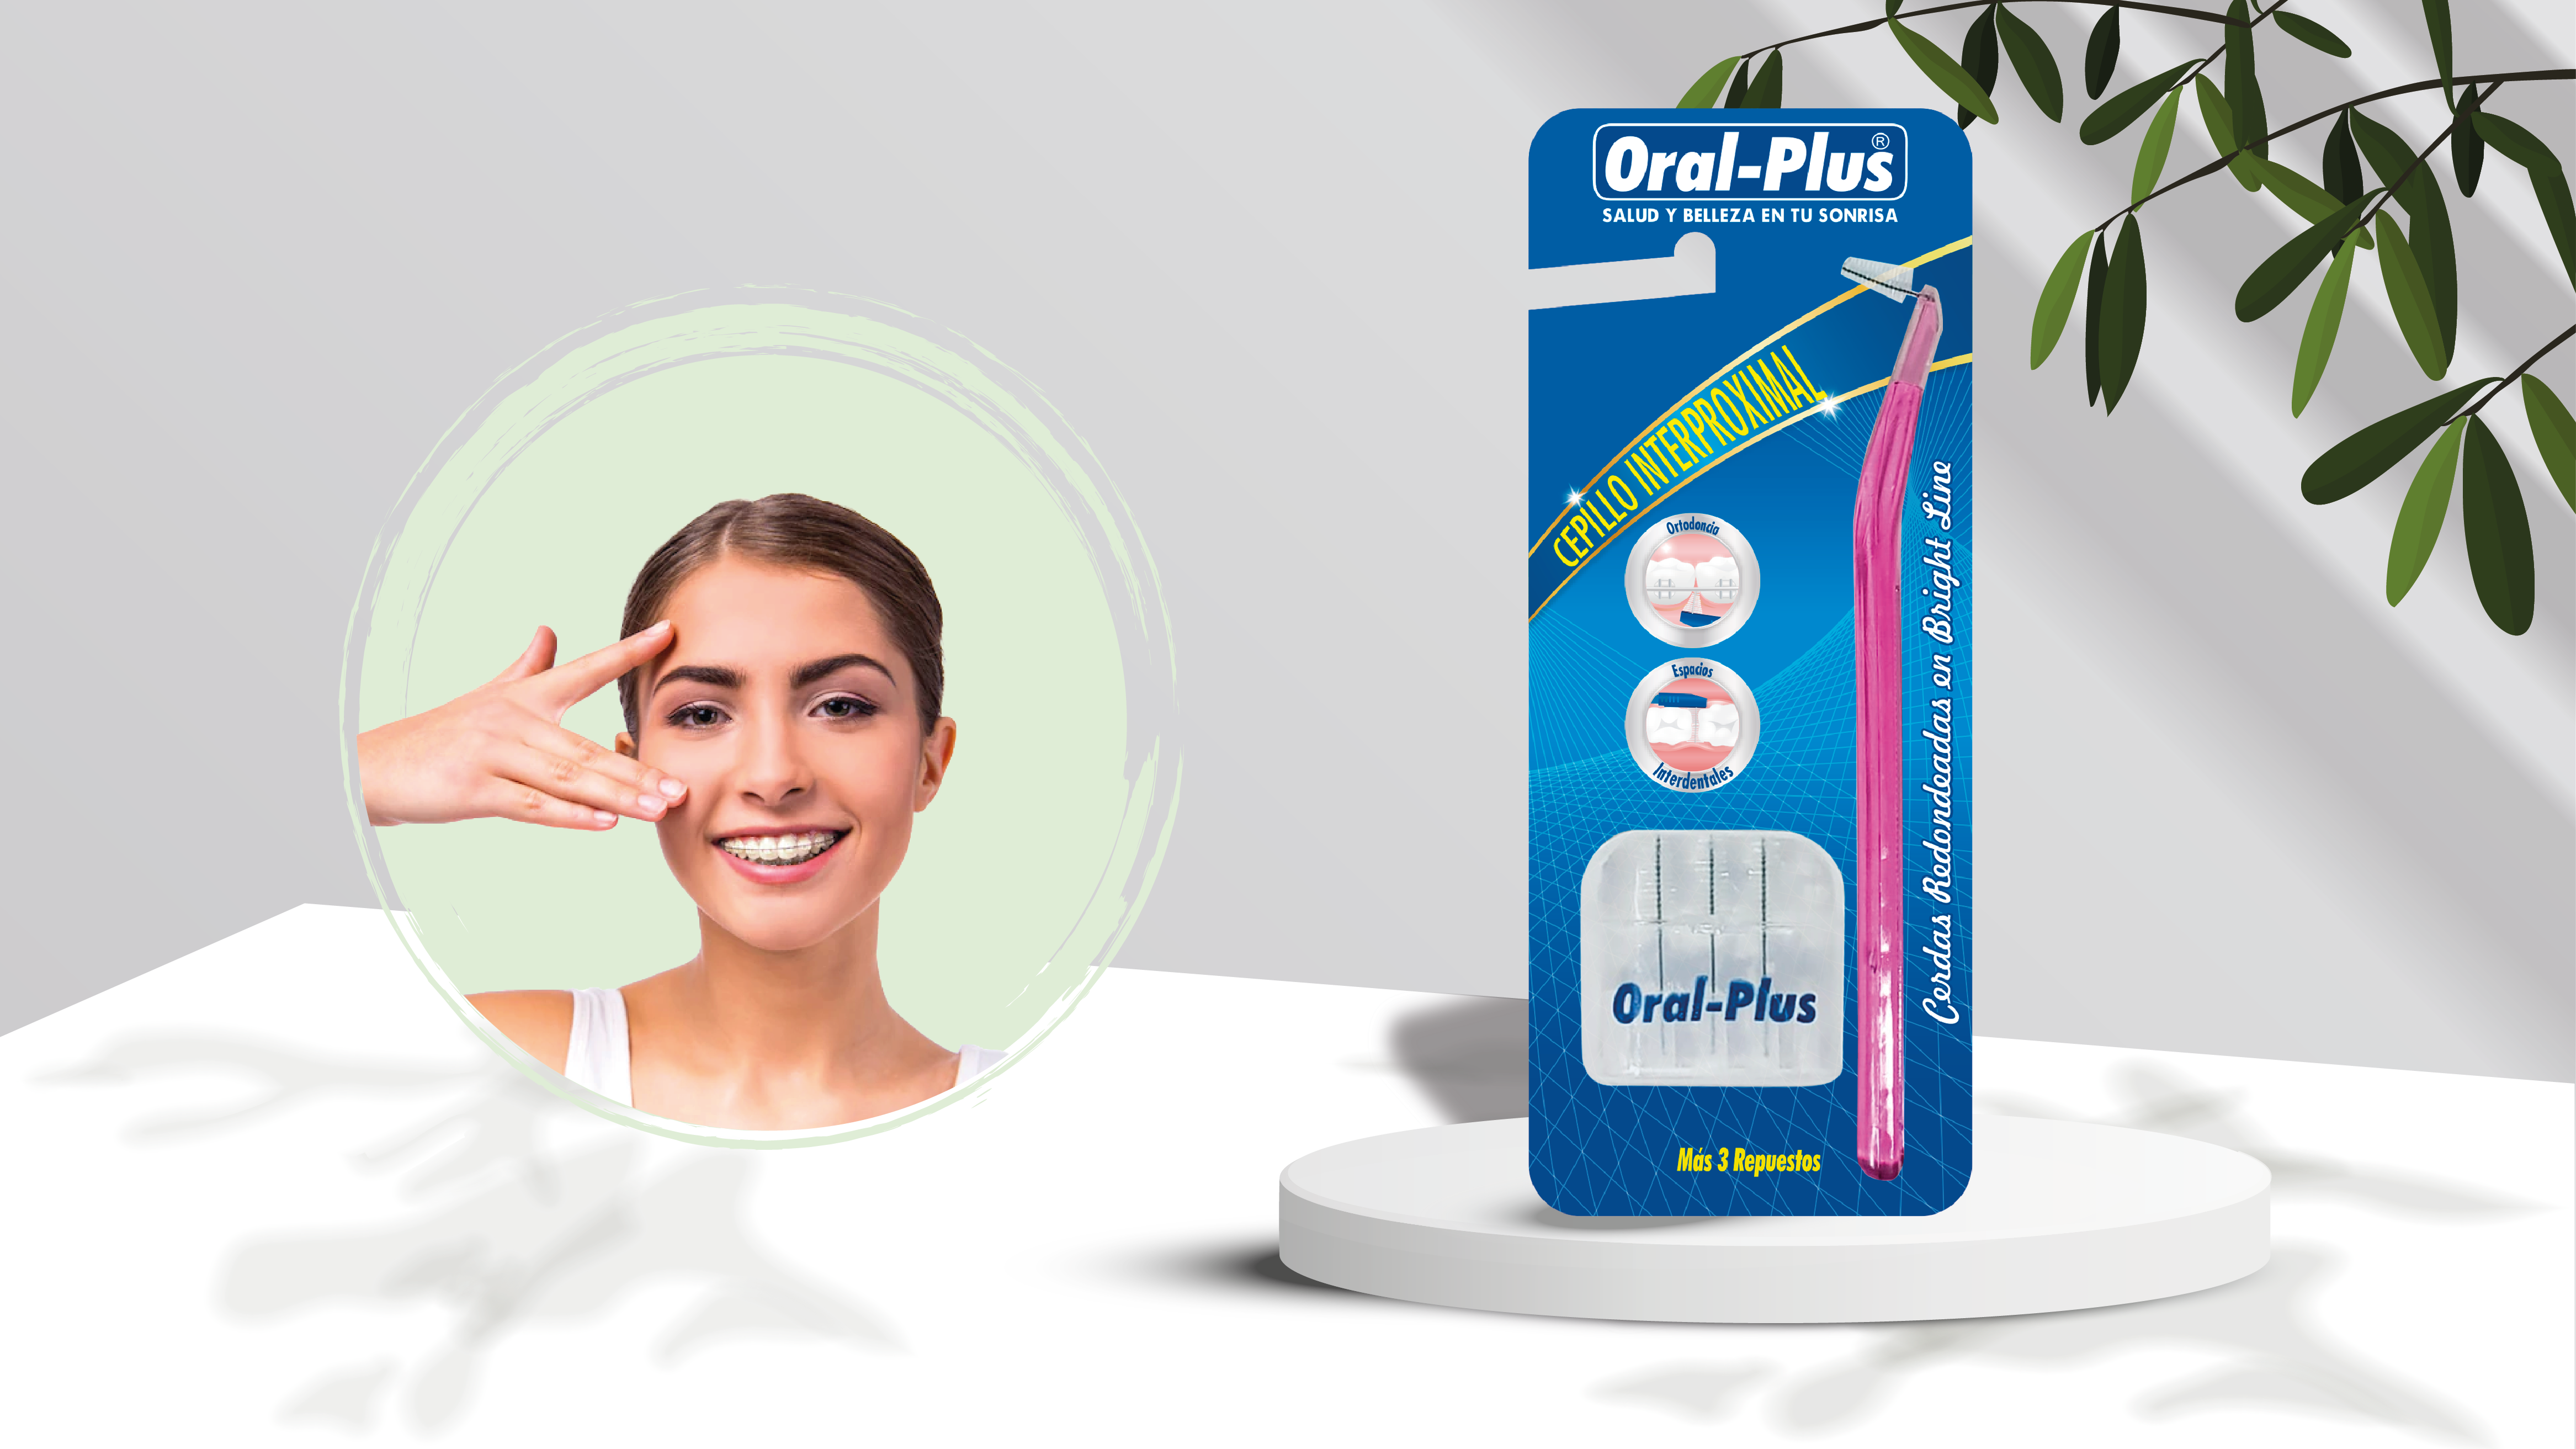 Oral-Plus®
SALUD Y BELLEZA EN TU SONRISA
CEPILLO INTERPROXIMAL
Ortodoncia
Espacios
Interdentales
Cerdas Redondeadas en Bright Line
Oral-Plus
Más 3 Repuestos